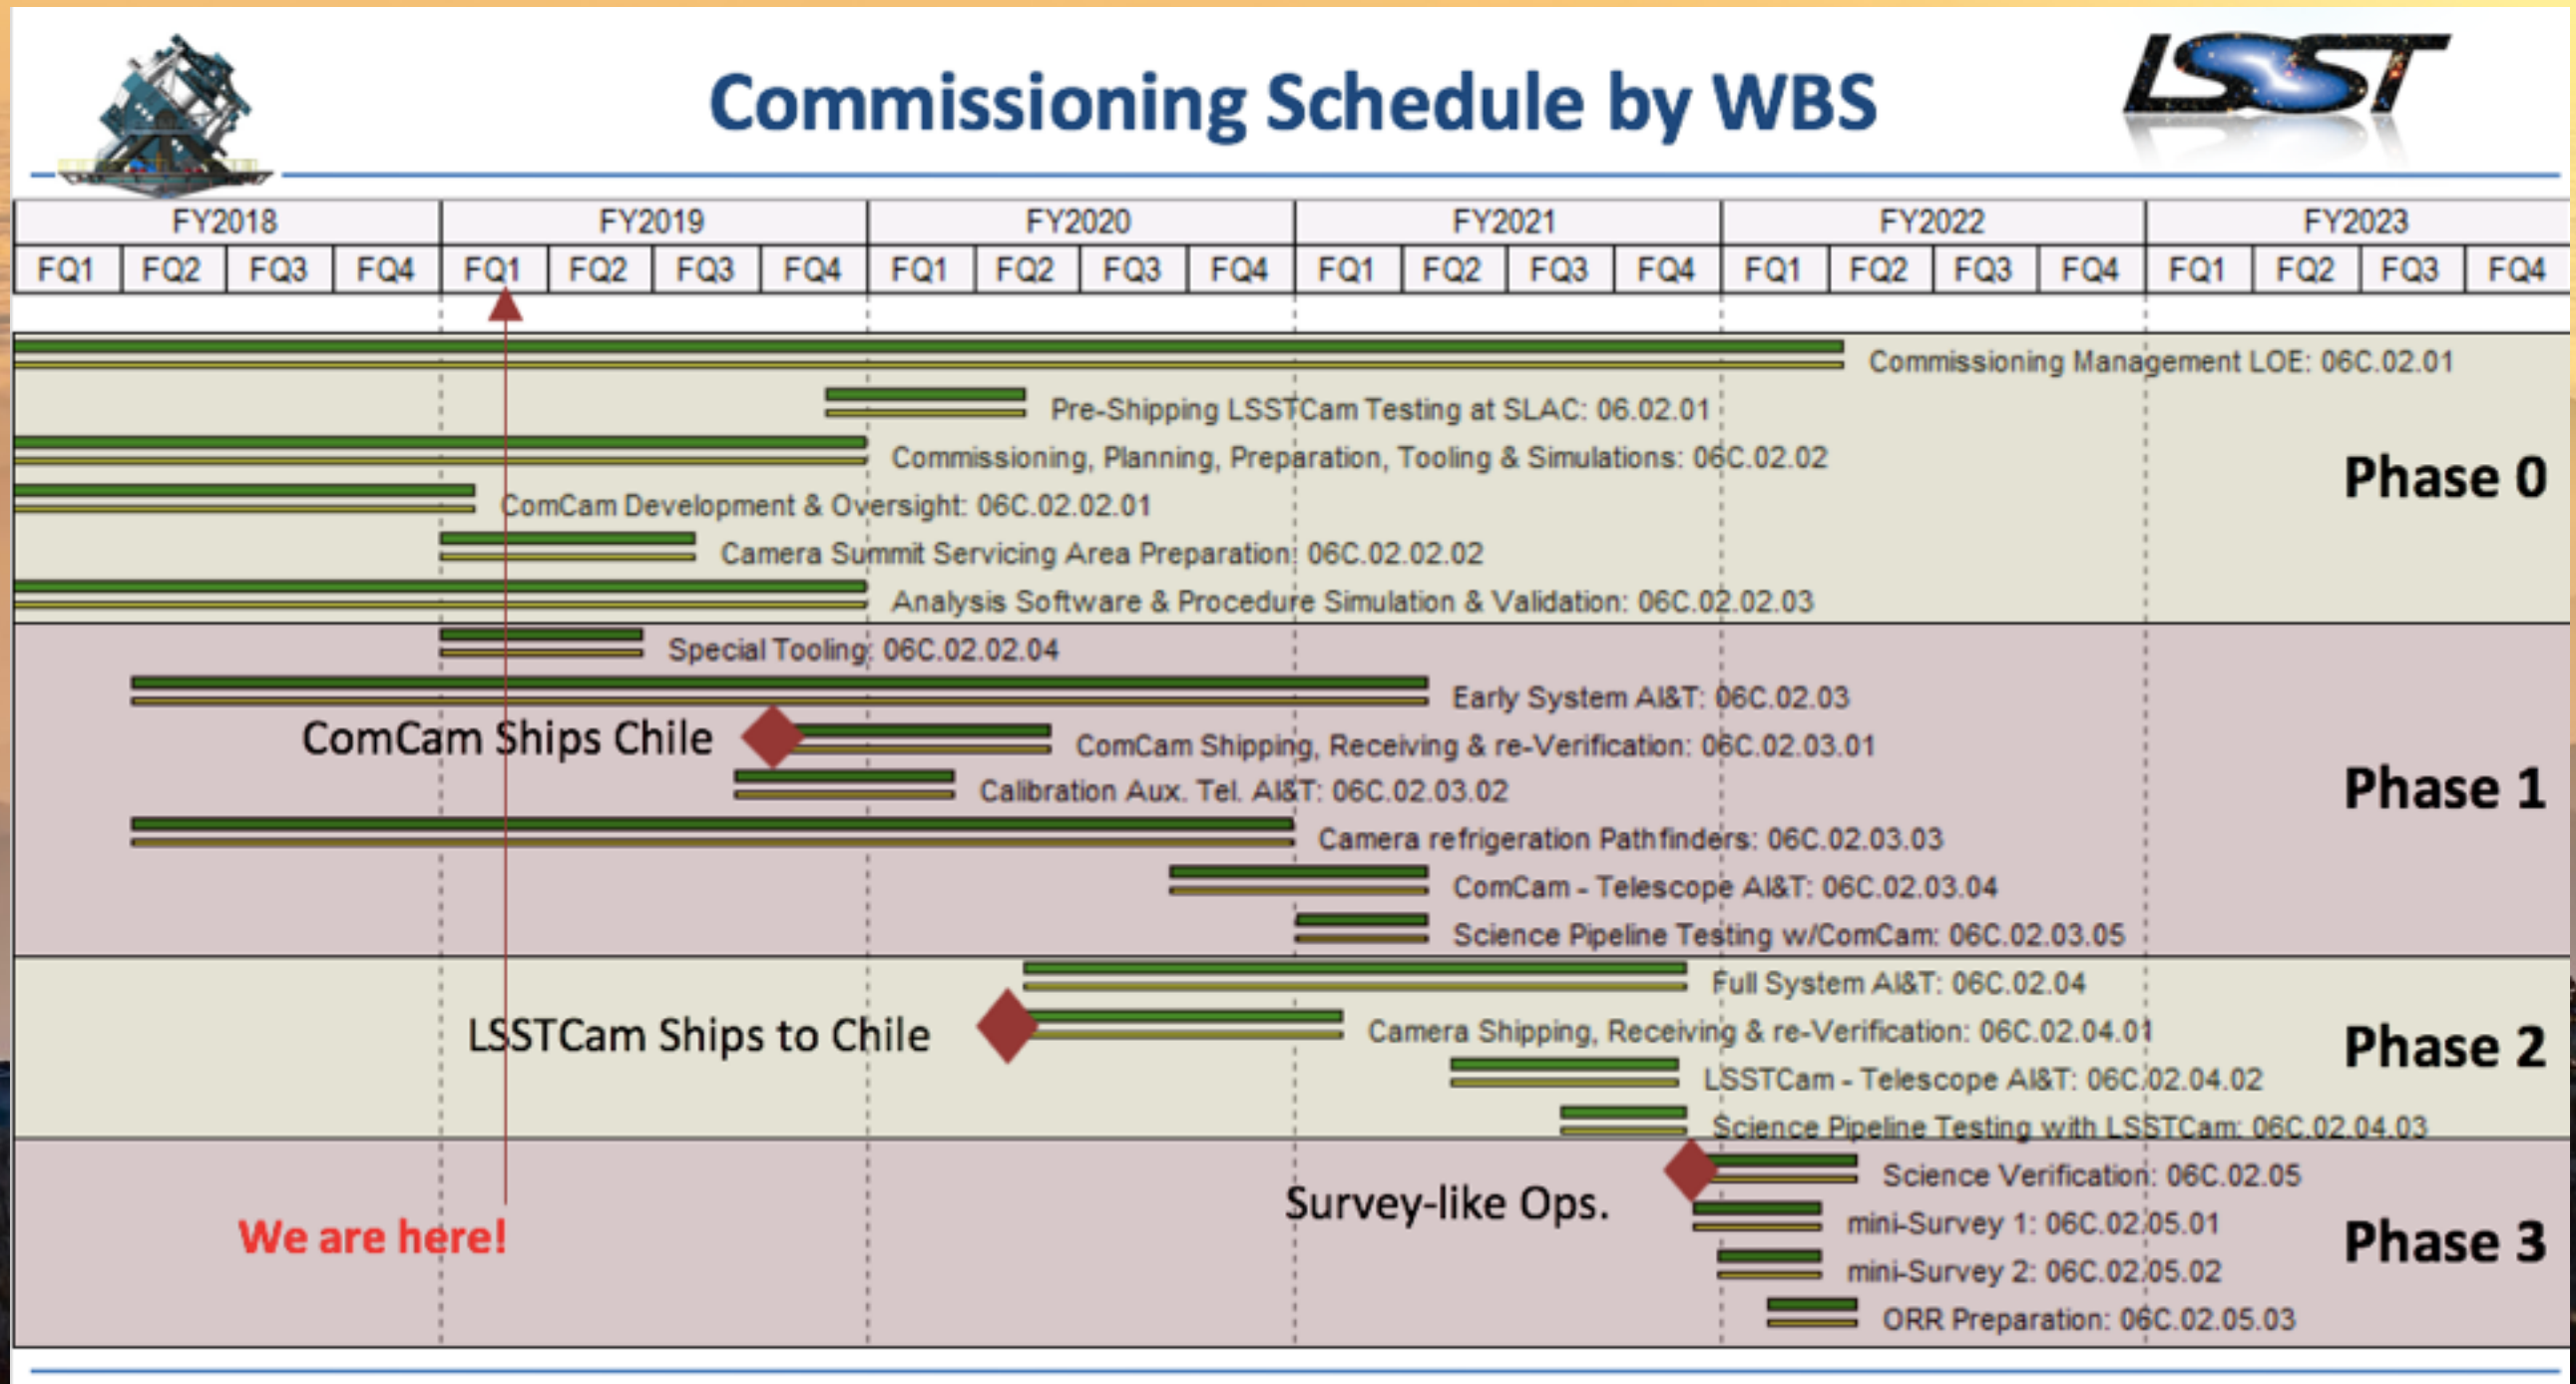 Commissioning Schedule by WBS
LSST
FY2018 FY2019 FY2020 FY2021 FY2022 FY2023
FQ1 FQ2 FQ3 FQ4 FQ1 FQ2 FQ3 FQ4 FQ1 FQ2 FQ3 FQ4 FQ1 FQ2 FQ3 FQ4 FQ1 FQ2 FQ3 FQ4 FQ1 FQ2 FQ3 FQ4
Commissioning Management LOE: 06C.02.01
Pre-Shipping LSSTCam Testing at SLAC: 06.02.01
Commissioning, Planning, Preparation, Tooling & Simulations: 06C.02.02
Phase 0
ComCam Development & Oversight: 06C.02.02.01
Camera Summit Servicing Area Preparation: 06C.02.02.02
Analysis Software & Procedure Simulation & Validation: 06C.02.02.03
Special Tooling: 06C.02.02.04
Early System AI&T: 06C.02.03
ComCam Ships Chile
ComCam Shipping, Receiving & re-Verification: 06C.02.03.01
Calibration Aux. Tel. AI&T: 06C.02.03.02
Phase 1
Camera refrigeration Pathfinders: 06C.02.03.03
ComCam - Telescope AI&T: 06C.02.03.04
Science Pipeline Testing w/ComCam: 06C.02.03.05
Full System AI&T: 06C.02.04
LSSTCam Ships to Chile
Camera Shipping, Receiving & re-Verification: 06C.02.04.01
Phase 2
LSSTCam - Telescope AI&T: 06C.02.04.02
Science Pipeline Testing with LSSTCam: 06C.02.04.03
Science Verification: 06C.02.05
Survey-like Ops.
mini-Survey 1: 06C.02.05.01
We are here!
Phase 3
mini-Survey 2: 06C.02.05.02
ORR Preparation: 06C.02.05.03